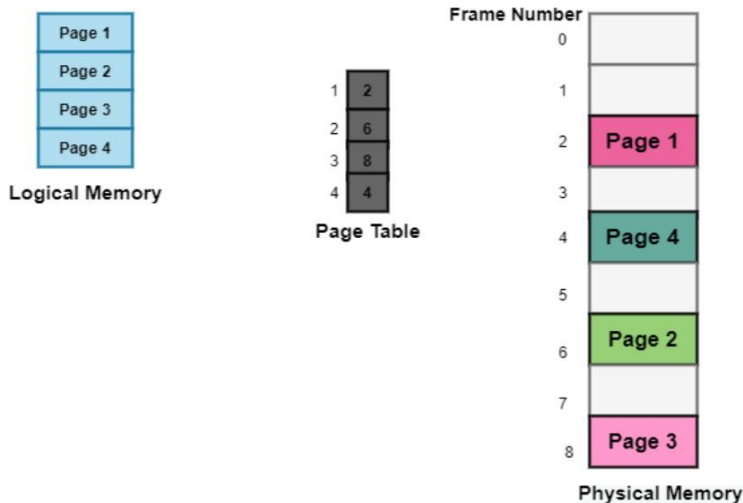 Page 1
Page 2
Page 3
Page 4
Logical Memory
1 2
2 6
3 8
4 4
Page Table
Frame Number
0
1
2 Page 1
3
4 Page 4
5
6 Page 2
7
8 Page 3
Physical Memory